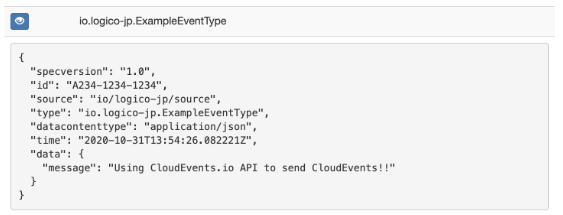 io.logico-jp.ExampleEventType
{
  "specversion": "1.0",
  "id": "A234-1234-1234",
  "source": "io/logico-jp/source",
  "type": "io.logico-jp.ExampleEventType",
  "datacontenttype": "application/json",
  "time": "2020-10-31T13:54:26.082221Z",
  "data": {
    "message": "Using CloudEvents.io API to send CloudEvents!!"
  }
}